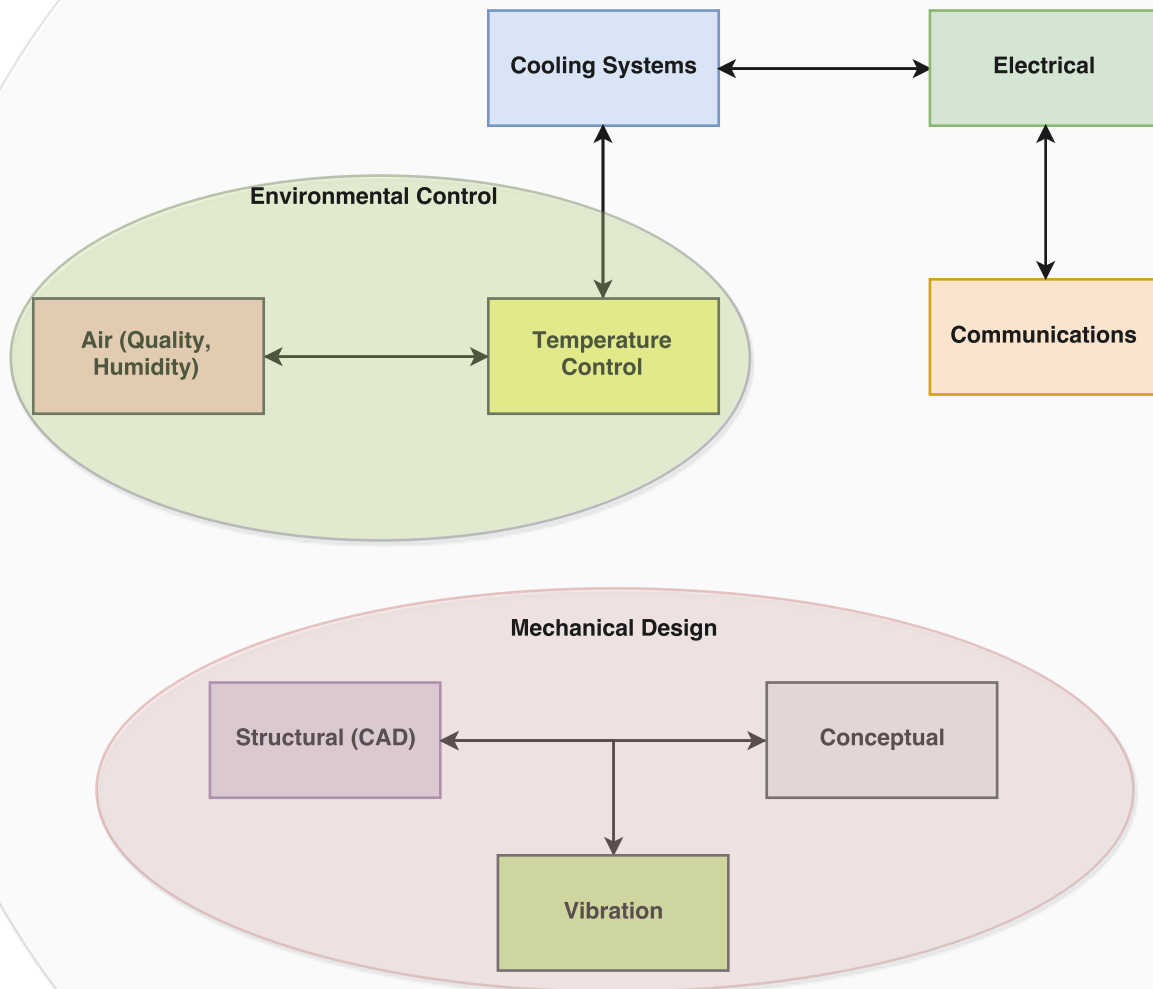 Cooling Systems
Electrical
Environmental Control
Air (Quality,
Humidity)
Temperature
Control
Communications
Mechanical Design
Structural (CAD)
Conceptual
Vibration